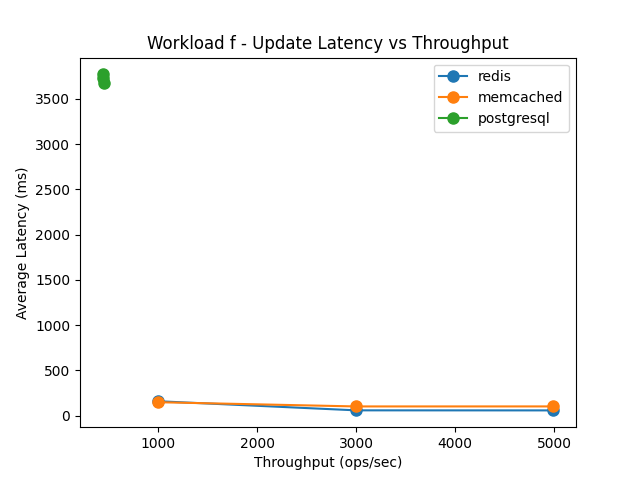 Workload f - Update Latency vs Throughput
redis
memcached
postgresql
Average Latency (ms)
3500
3000
2500
2000
1500
1000
500
0
1000 2000 3000 4000 5000
Throughput (ops/sec)